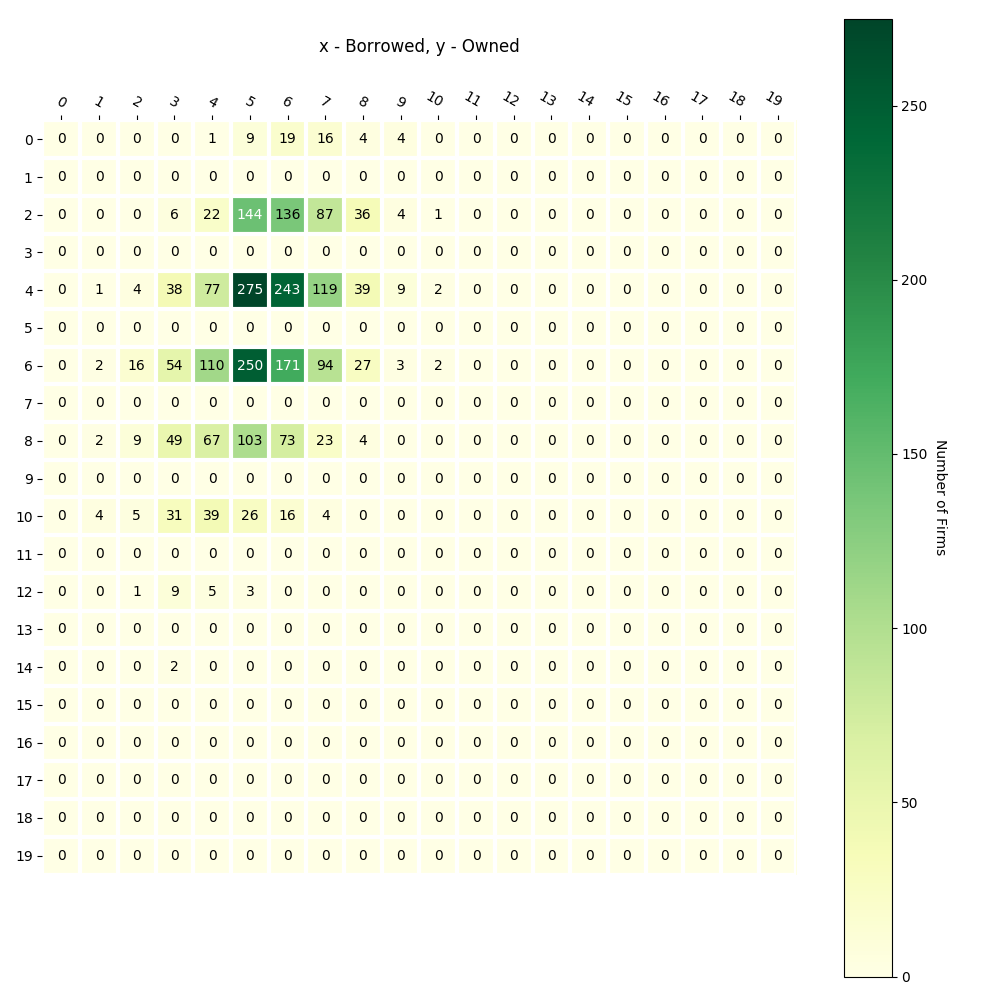 x - Borrowed, y - Owned
0 1 2 3 4 5 6 7 8 9 10 11 12 13 14 15 16 17 18 19
0 0 0 0 0 1 9 19 16 4 4 0 0 0 0 0 0 0 0 0 0
1 0 0 0 0 0 0 0 0 0 0 0 0 0 0 0 0 0 0 0 0
2 0 0 0 6 22 144 136 87 36 4 1 0 0 0 0 0 0 0 0 0
3 0 0 0 0 0 0 0 0 0 0 0 0 0 0 0 0 0 0 0 0
4 0 1 4 38 77 275 243 119 39 9 2 0 0 0 0 0 0 0 0 0
5 0 0 0 0 0 0 0 0 0 0 0 0 0 0 0 0 0 0 0 0
6 0 2 16 54 110 250 171 94 27 3 2 0 0 0 0 0 0 0 0 0
7 0 0 0 0 0 0 0 0 0 0 0 0 0 0 0 0 0 0 0 0
8 0 2 9 49 67 103 73 23 4 0 0 0 0 0 0 0 0 0 0 0
9 0 0 0 0 0 0 0 0 0 0 0 0 0 0 0 0 0 0 0 0
10 0 4 5 31 39 26 16 4 0 0 0 0 0 0 0 0 0 0 0 0
11 0 0 0 0 0 0 0 0 0 0 0 0 0 0 0 0 0 0 0 0
12 0 0 1 9 5 3 0 0 0 0 0 0 0 0 0 0 0 0 0 0
13 0 0 0 0 0 0 0 0 0 0 0 0 0 0 0 0 0 0 0 0
14 0 0 0 2 0 0 0 0 0 0 0 0 0 0 0 0 0 0 0 0
15 0 0 0 0 0 0 0 0 0 0 0 0 0 0 0 0 0 0 0 0
16 0 0 0 0 0 0 0 0 0 0 0 0 0 0 0 0 0 0 0 0
17 0 0 0 0 0 0 0 0 0 0 0 0 0 0 0 0 0 0 0 0
18 0 0 0 0 0 0 0 0 0 0 0 0 0 0 0 0 0 0 0 0
19 0 0 0 0 0 0 0 0 0 0 0 0 0 0 0 0 0 0 0 0
250
200
150
100
50
0
Number of Firms